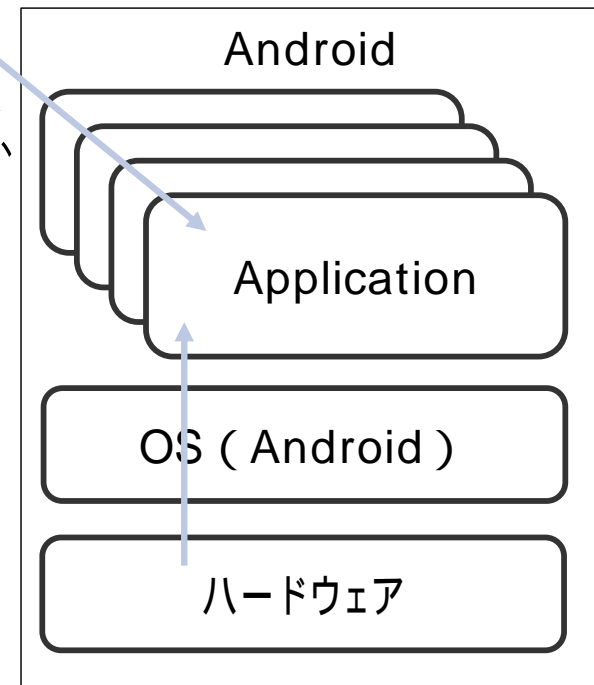 Android
Application
OS ( Android )
ハードウェア